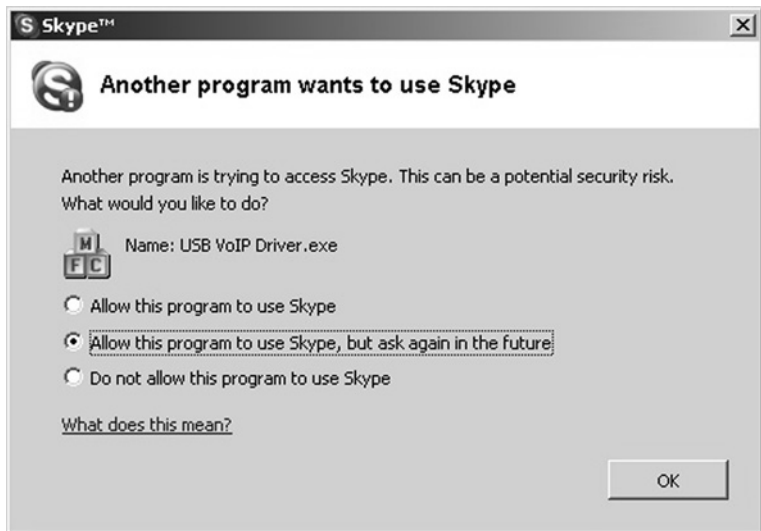 S Skype™
Another program wants to use Skype
Another program is trying to access Skype. This can be a potential security risk.
What would you like to do?
M
F C
Name: USB VoIP Driver.exe
Allow this program to use Skype
Allow this program to use Skype, but ask again in the future
Do not allow this program to use Skype
What does this mean?
OK